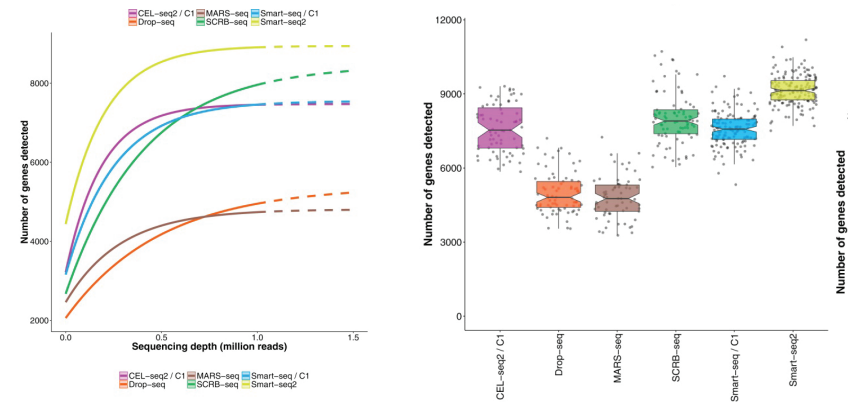 CEL−seq2 / C1 MARS−seq Smart−seq / C1
Drop−seq SCRB−seq Smart−seq2
Number of genes detected
8000
6000
4000
2000
0.0 0.5 1.0 1.5
Sequencing depth (million reads)
CEL−seq2 / C1 MARS−seq Smart−seq / C1
Drop−seq SCRB−seq Smart−seq2
Number of genes detected
12000
9000
6000
3000
0
CEL−seq2 / C1
Drop−seq
MARS−seq
SCRB−seq
Smart−seq / C1
Smart−seq2
Number of genes detected